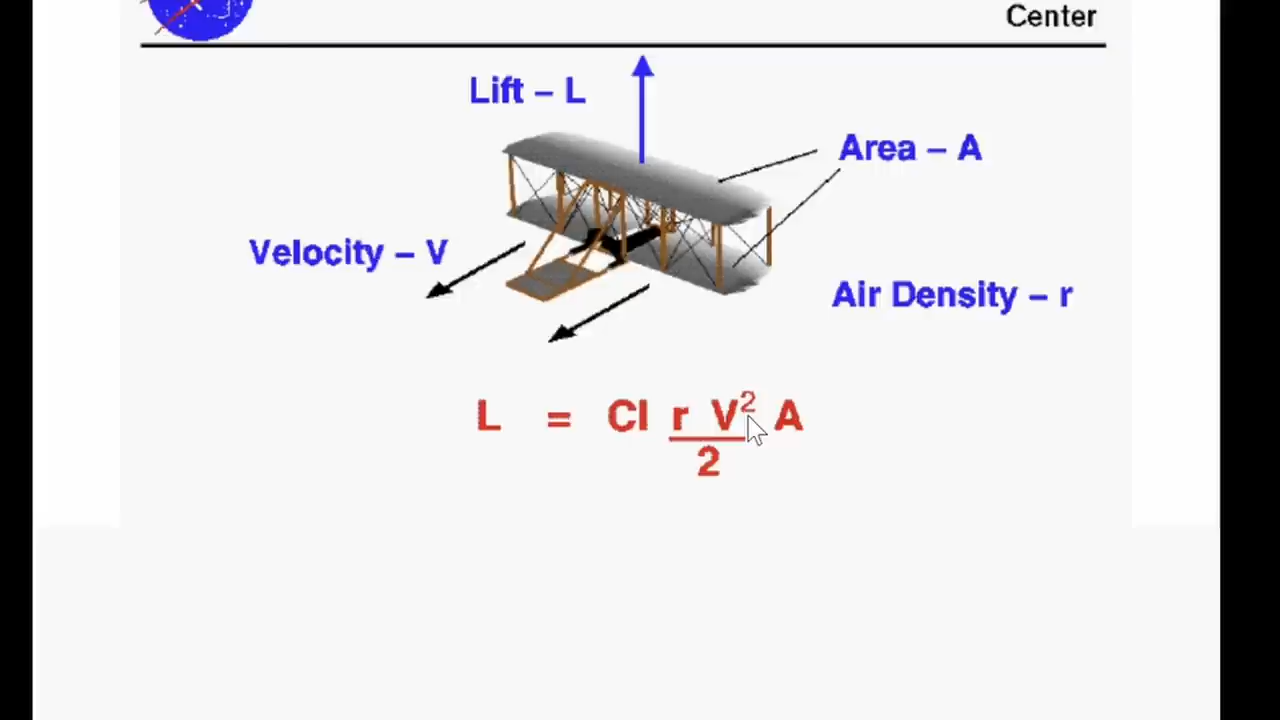 Center
Lift – L
Area – A
Velocity – V
Air Density – r
L = Cl r V² A
2